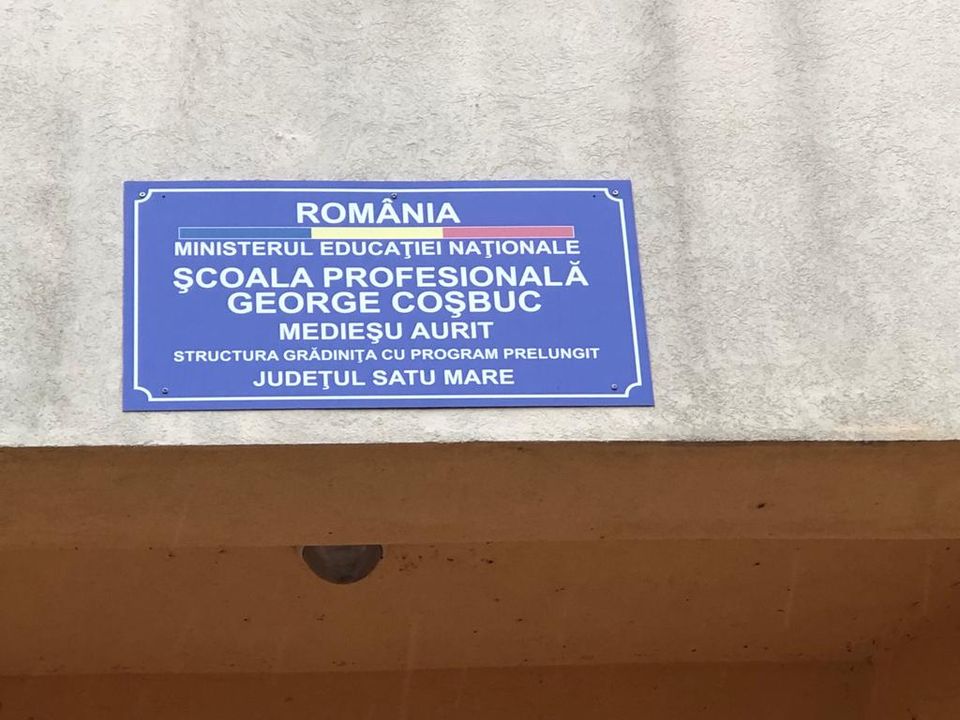 ROMÂNIA
MINISTERUL EDUCAŢIEI NAŢIONALE
ŞCOALA PROFESIONALĂ
GEORGE COŞBUC
MEDIEŞU AURIT
STRUCTURA GRĂDINIŢA CU PROGRAM PRELUNGIT
JUDEŢUL SATU MARE